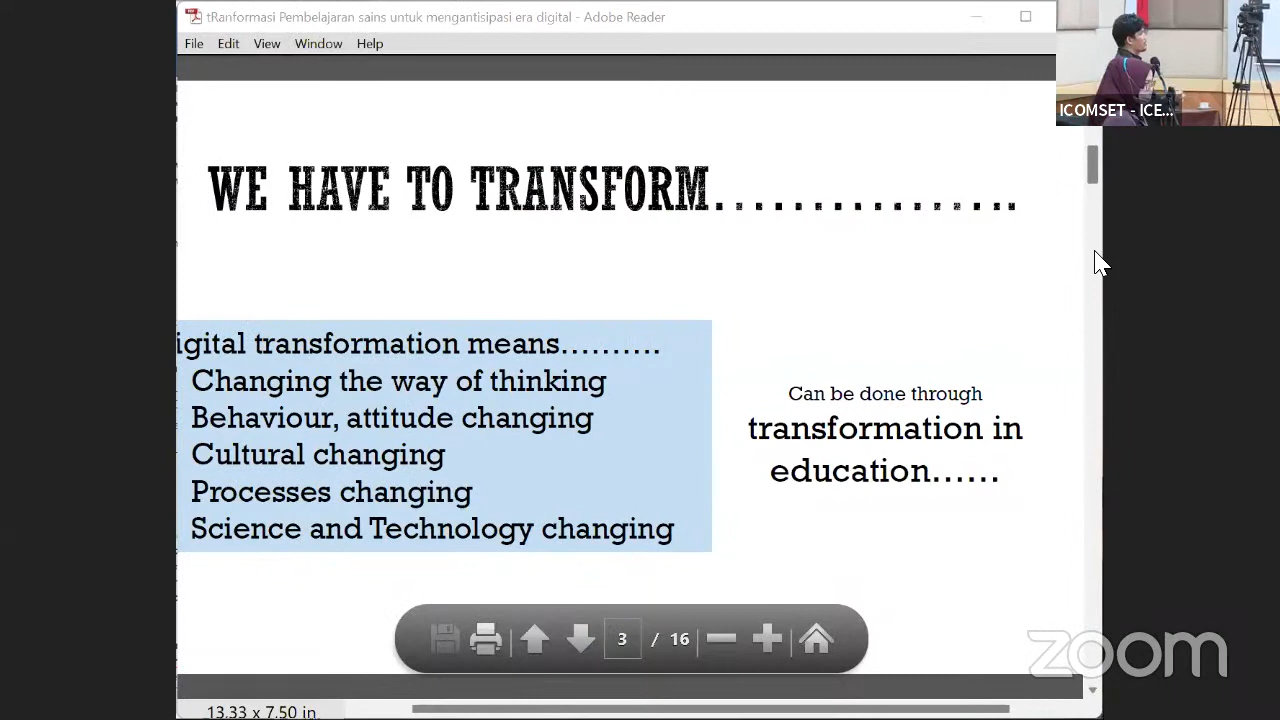 tRanformasi Pembelajaran sains untuk mengantisipasi era digital - Adobe Reader
File Edit View Window Help
ICOMSET - ICE...
WE HAVE TO TRANSFORM................
igital transformation means..........
Changing the way of thinking
Behaviour, attitude changing
Cultural changing
Processes changing
Science and Technology changing
Can be done through
transformation in
education......
3 / 16
zoom
13.33 x 7.50 in